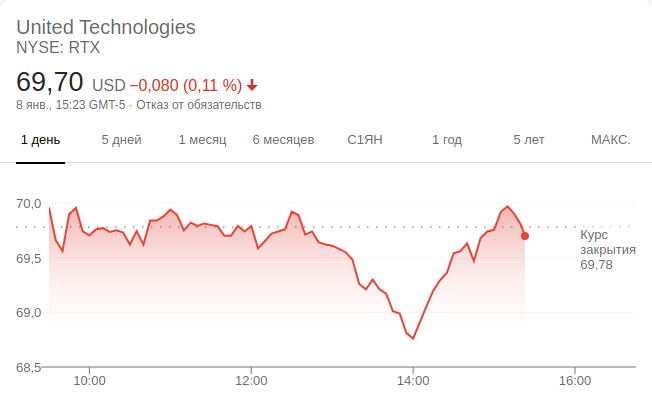 United Technologies
NYSE: RTX
69,70 USD −0,080 (0,11 %)
8 янв., 15:23 GMT-5 · Отказ от обязательств
1 день 5 дней 1 месяц 6 месяцев С1ЯН 1 год 5 лет МАКС.
70,0
Курс
закрытия
69,78
69,5
69,0
68,5
10:00 12:00 14:00 16:00